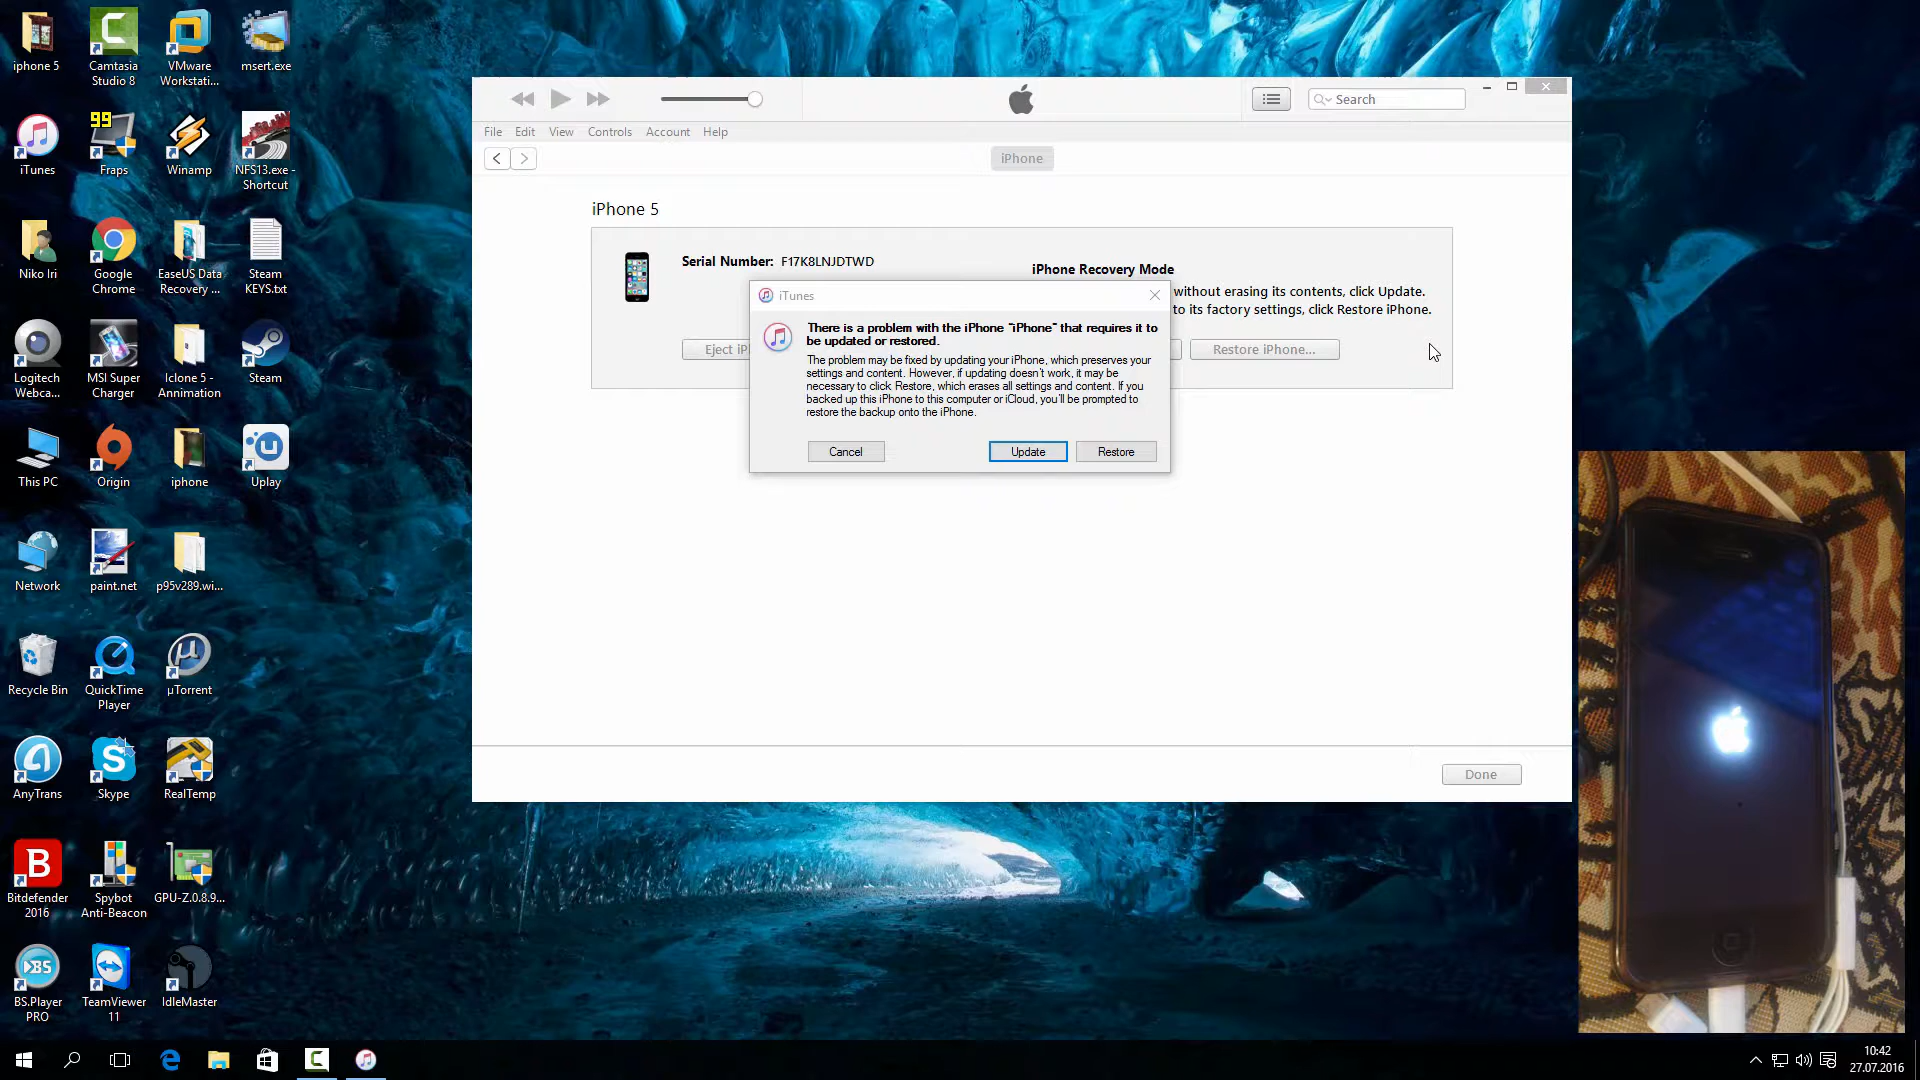 iphone 5
Camtasia
Studio 8
VMware
Workstati...
msert.exe
iTunes
99
Fraps
Winamp
NFS13.exe -
Shortcut
Niko Iri
Google
Chrome
EaseUS Data
Recovery ...
Steam
KEYS.txt
Logitech
Webca...
MSI Super
Charger
Iclone 5 -
Annimation
Steam
This PC
Origin
iphone
Uplay
Network
paint.net
p95v289.wi...
Recycle Bin
QuickTime
Player
µTorrent
AnyTrans
Skype
RealTemp
Bitdefender
2016
Spybot
Anti-Beacon
GPU-Z.0.8.9...
BS.Player
PRO
TeamViewer
11
IdleMaster
Search
File Edit View Controls Account Help
iPhone
iPhone 5
Serial Number: F17K8LNJDTWD
iPhone Recovery Mode
without erasing its contents, click Update.
to its factory settings, click Restore iPhone.
Eject iP
Restore iPhone...
iTunes
There is a problem with the iPhone "iPhone" that requires it to
be updated or restored.
The problem may be fixed by updating your iPhone, which preserves your
settings and content. However, if updating doesn't work, it may be
necessary to click Restore, which erases all settings and content. If you
backed up this iPhone to this computer or iCloud, you'll be prompted to
restore the backup onto the iPhone.
Cancel
Update
Restore
Done
10:42
27.07.2016